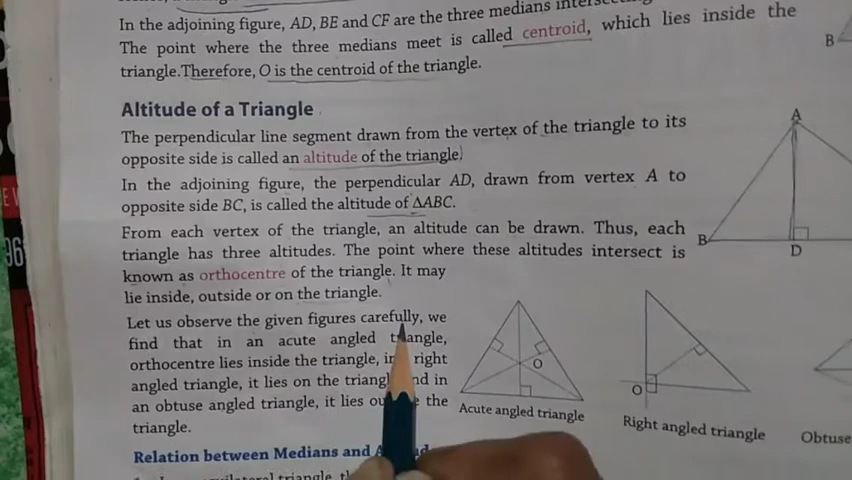 In the adjoining figure, AD, BE and CF are the three medians
The point where the three medians meet is called centroid, which lies inside the
triangle.Therefore, O is the centroid of the triangle.
B
Altitude of a Triangle
The perpendicular line segment drawn from the vertex of the triangle to its
opposite side is called an altitude of the triangle.
In the adjoining figure, the perpendicular AD, drawn from vertex A to
opposite side BC, is called the altitude of ΔABC.
From each vertex of the triangle, an altitude can be drawn. Thus, each
triangle has three altitudes. The point where these altitudes intersect is
known as orthocentre of the triangle. It may
lie inside, outside or on the triangle.
A
B
D
Let us observe the given figures carefully, we
find that in an acute angled triangle,
orthocentre lies inside the triangle, in right
angled triangle, it lies on the triangle and in
an obtuse angled triangle, it lies the
triangle.
O
Acute angled triangle
O
Right angled triangle
Obtuse
Relation between Medians and